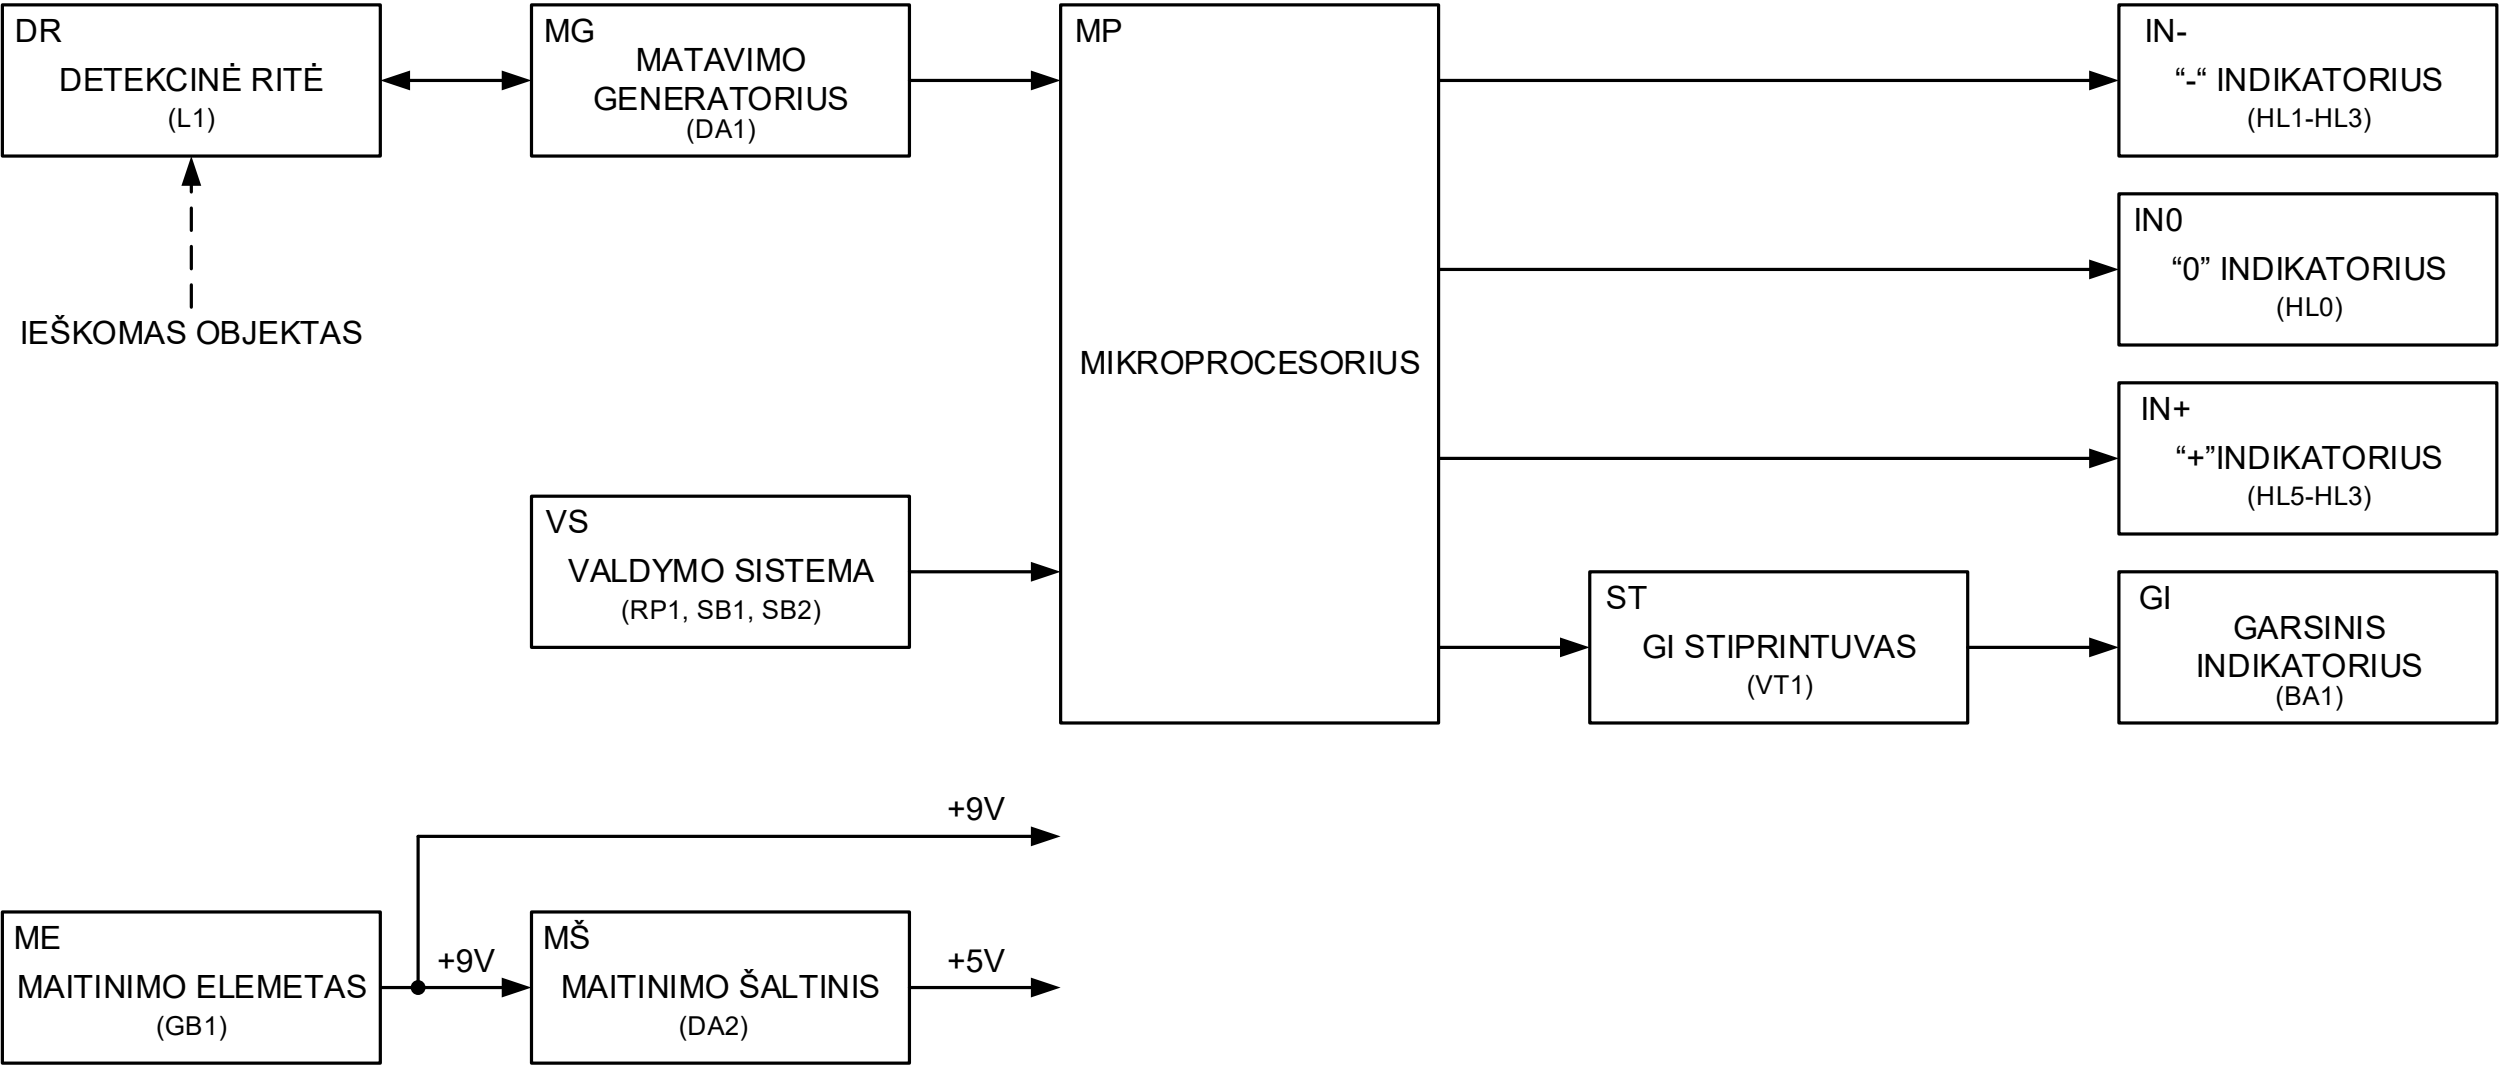 DR
DETEKCINĖ RITĖ
(L1)
MG
MATAVIMO
GENERATORIUS
(DA1)
MP
MIKROPROCESORIUS
IN-
“-“ INDIKATORIUS
(HL1-HL3)
IN0
“0” INDIKATORIUS
(HL0)
IEŠKOMAS OBJEKTAS
IN+
“+”INDIKATORIUS
(HL5-HL3)
VS
VALDYMO SISTEMA
(RP1, SB1, SB2)
ST
GI STIPRINTUVAS
(VT1)
GI
GARSINIS
INDIKATORIUS
(BA1)
+9V
ME
MAITINIMO ELEMETAS
(GB1)
+9V
MŠ
MAITINIMO ŠALTINIS
(DA2)
+5V